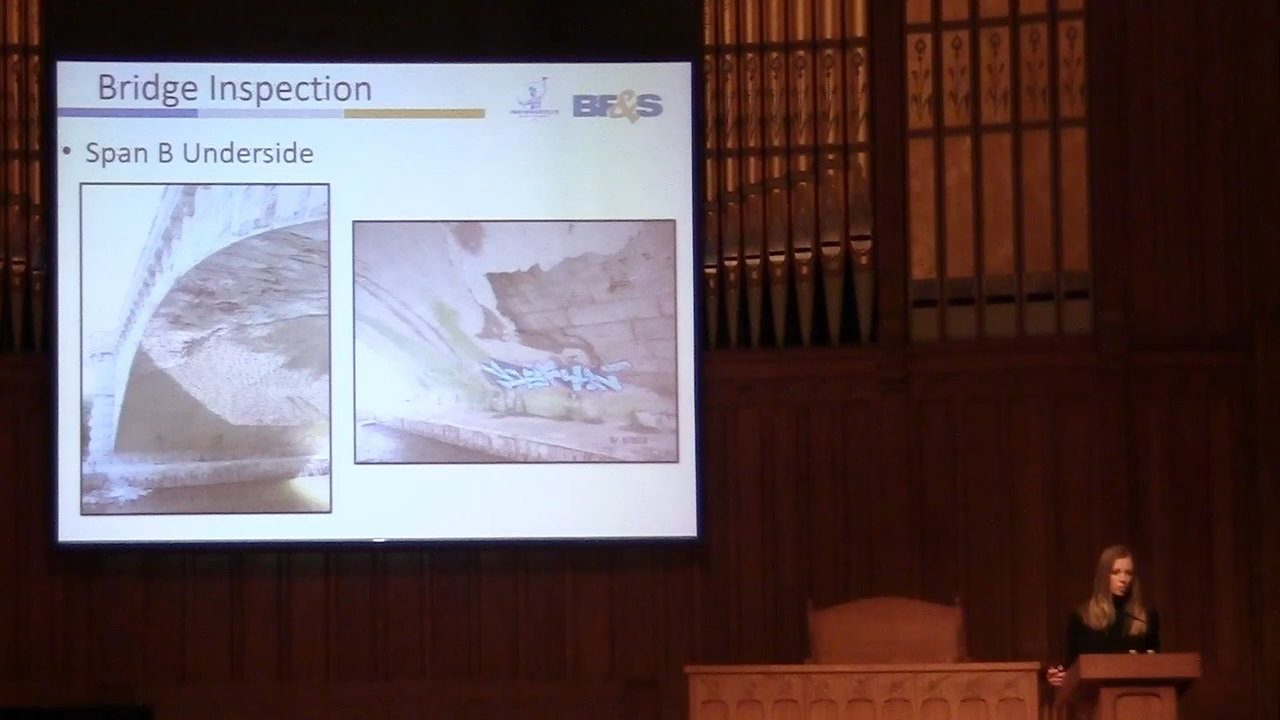 Bridge Inspection
BF&S
• Span B Underside